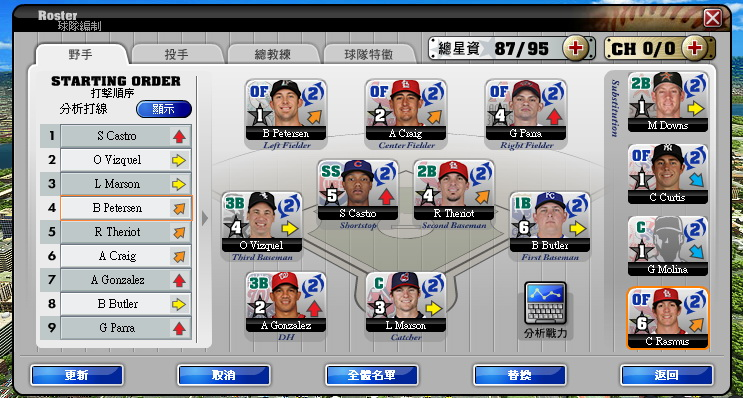 Roster
球隊編制
野手
投手
總教練
球隊特徵
總星資 87/95
CH 0/0
STARTING ORDER
打擊順序
分析打線 顯示
1 S Castro
2 O Vizquel
3 L Marson
4 B Petersen
5 R Theriot
6 A Craig
7 A Gonzalez
8 B Butler
9 G Parra
OF 2
1
B Petersen
Left Fielder
OF 2
2
A Craig
Center Fielder
OF 2
4
G Parra
Right Fielder
SS 2
5
S Castro
Shortstop
2B 2
4
R Theriot
Second Baseman
3B 2
4
O Vizquel
Third Baseman
1B 2
6
B Butler
First Baseman
3B 2
2
A Gonzalez
DH
C 2
3
L Marson
Catcher
分析戰力
Substitution
2B 2
1
M Downs
OF 2
1
C Curtis
C 2
1
G Molina
OF 2
6
C Rasmus
更新
取消
全體名單
替換
返回